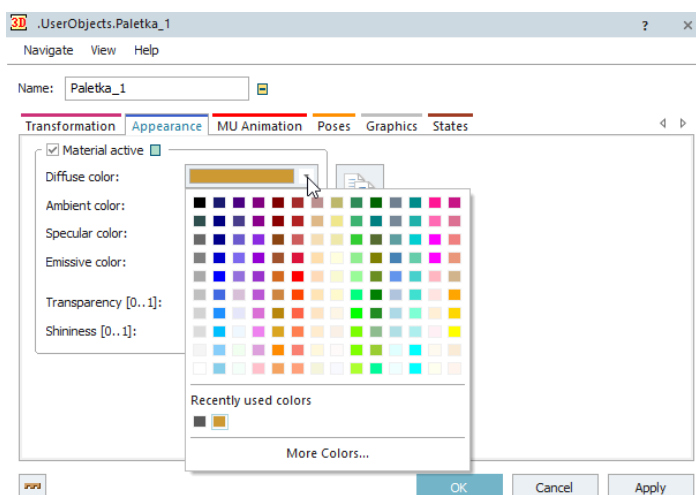 3D .UserObjects.Paletka_1 ? ×
Navigate View Help
Name: Paletka_1
Transformation Appearance MU Animation Poses Graphics States
Material active
Diffuse color:
Ambient color:
Specular color:
Emissive color:
Transparency [0..1]:
Shininess [0..1]:
Recently used colors
More Colors...
OK Cancel Apply